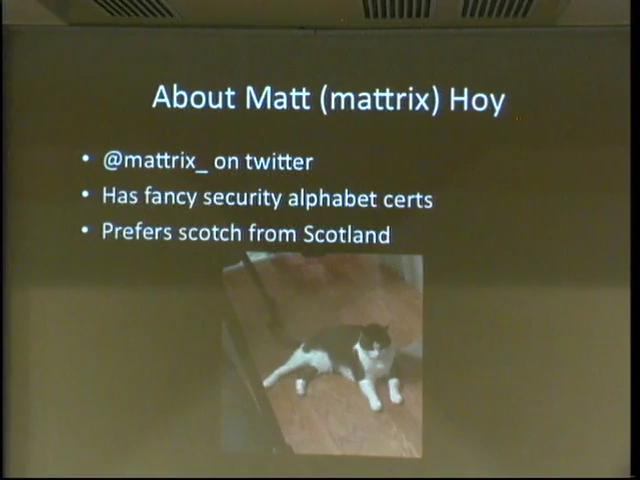 About Matt (mattrix) Hoy
• @mattrix_ on twitter
• Has fancy security alphabet certs
• Prefers scotch from Scotland